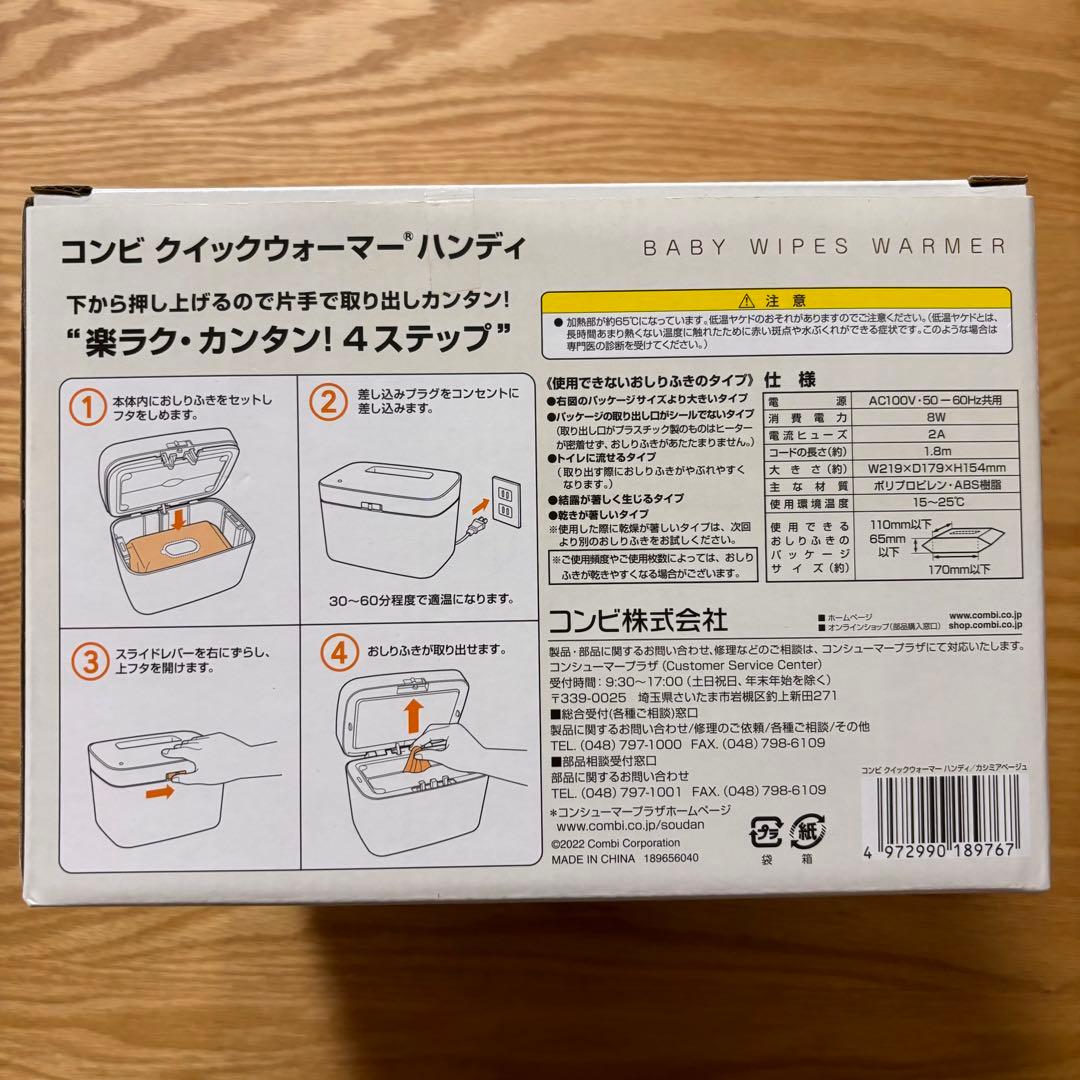 コンビ クイックウォーマー®ハンディ
BABY WIPES WARMER
下から押し上げるので片手で取り出しカンタン!
“楽ラク・カンタン! 4ステップ”
1
本体内におしりふきをセットし
フタをしめます。
2
差し込みプラグをコンセントに
差し込みます。
30〜60分程度で適温になります。
3
スライドレバーを右にずらし、
上フタを開けます。
4
おしりふきが取り出せます。
⚠ 注 意
●加熱部が約65℃になっています。低温ヤケドのおそれがありますのでご注意ください。(低温ヤケドとは、
長時間あまり熱くない温度に触れたために赤い斑点や水ぶくれができる症状です。このような場合は
専門医の診断を受けてください。)
《使用できないおしりふきのタイプ》
●右図のパッケージサイズより大きいタイプ
●パッケージの取り出し口がシールでないタイプ
(取り出し口がプラスチック製のものはヒーター
が密着せず、おしりふきがあたたまりません。)
●トイレに流せるタイプ
(取り出す際におしりふきがやぶれやすく
なります。)
●結露が著しく生じるタイプ
●乾きが著しいタイプ
※使用した際に乾燥が著しいタイプは、次回
より別のおしりふきをお試しください。
※ご使用頻度やご使用枚数によっては、おしり
ふきが乾きやすくなる場合がございます。
仕 様
電 源 AC100V・50−60Hz共用
消 費 電 力 8W
電流ヒューズ 2A
コードの長さ(約) 1.8m
大 き さ (約) W219×D179×H154mm
主 な 材 質 ポリプロピレン・ABS樹脂
使用環境温度 15〜25℃
使 用 で き る
おしりふきの
パッケージ
サ イ ズ (約)
110mm以下
65mm
以下
170mm以下
コンビ株式会社
■ホームページ www.combi.co.jp
■オンラインショップ(部品購入窓口) shop.combi.co.jp
製品・部品に関するお問い合わせ、修理などのご相談は、コンシューマープラザにて対応いたします。
コンシューマープラザ (Customer Service Center)
受付時間:9:30〜17:00 (土日祝日、年末年始を除く)
〒339-0025 埼玉県さいたま市岩槻区釣上新田271
■総合受付(各種ご相談)窓口
製品に関するお問い合わせ/修理のご依頼/各種ご相談/その他
TEL. (048) 797-1000 FAX. (048) 798-6109
■部品相談受付窓口
部品に関するお問い合わせ
TEL. (048) 797-1001 FAX. (048) 798-6109
*コンシューマープラザホームページ
www.combi.co.jp/soudan
©2022 Combi Corporation
MADE IN CHINA 189656040
プラ
袋
紙
箱
コンビ クイックウォーマー ハンディ/カシミアベージュ
4 972990 189767